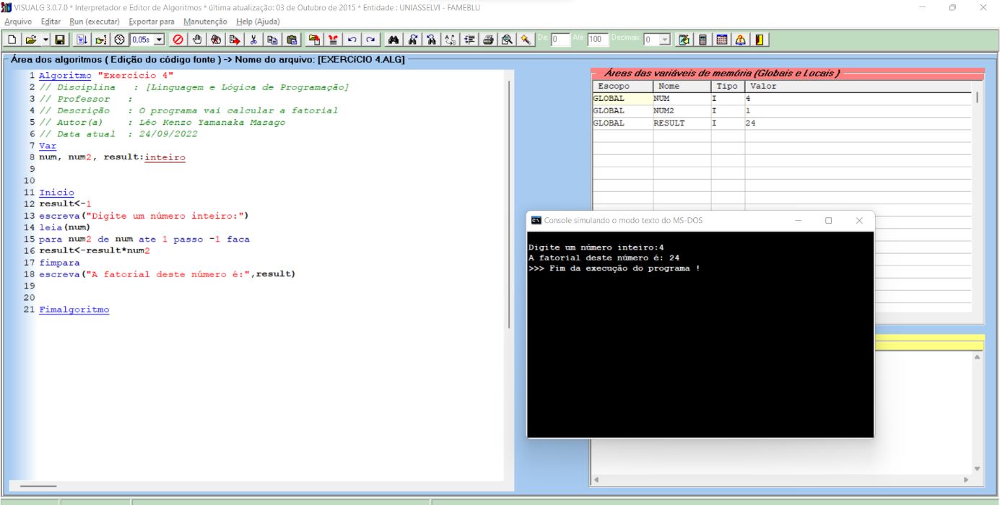 VISUALG 3.0.7.0 * Interpretador e Editor de Algoritmos * última atualização: 03 de Outubro de 2015 * Entidade : UNIASSELVI - FAMEBLU
Arquivo Editar Run (executar) Exportar para Manutenção Help (Ajuda)
0,05s De: 0 Até: 100 Decimais: 0
Área dos algoritmos ( Edição do código fonte ) -> Nome do arquivo: [EXERCíCIO 4.ALG]
1 Algoritmo "Exercício 4"
2 // Disciplina : [Linguagem e Lógica de Programação]
3 // Professor :
4 // Descrição : O programa vai calcular a fatorial
5 // Autor(a) : Léo Kenzo Yamanaka Masago
6 // Data atual : 24/09/2022
7 Var
8 num, num2, result:inteiro
9
10
11 Inicio
12 result<-1
13 escreva("Digite um número inteiro:")
14 leia(num)
15 para num2 de num ate 1 passo -1 faca
16 result<-result*num2
17 fimpara
18 escreva("A fatorial deste número é:",result)
19
20
21 Fimalgoritmo
Áreas das variáveis de memória (Globais e Locais )
Escopo Nome Tipo Valor
GLOBAL NUM I 4
GLOBAL NUM2 I 1
GLOBAL RESULT I 24
Console simulando o modo texto do MS-DOS
Digite um número inteiro:4
A fatorial deste número é: 24
>>> Fim da execução do programa !